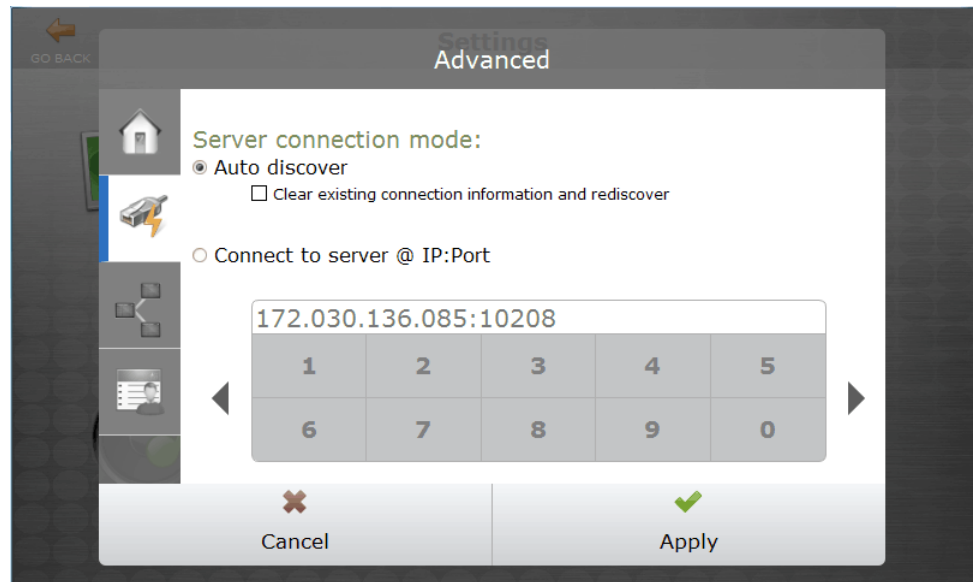 Settings
GO BACK
Advanced
Server connection mode:
Auto discover
Clear existing connection information and rediscover
Connect to server @ IP:Port
172.030.136.085:10208
1 2 3 4 5
6 7 8 9 0
Cancel
Apply